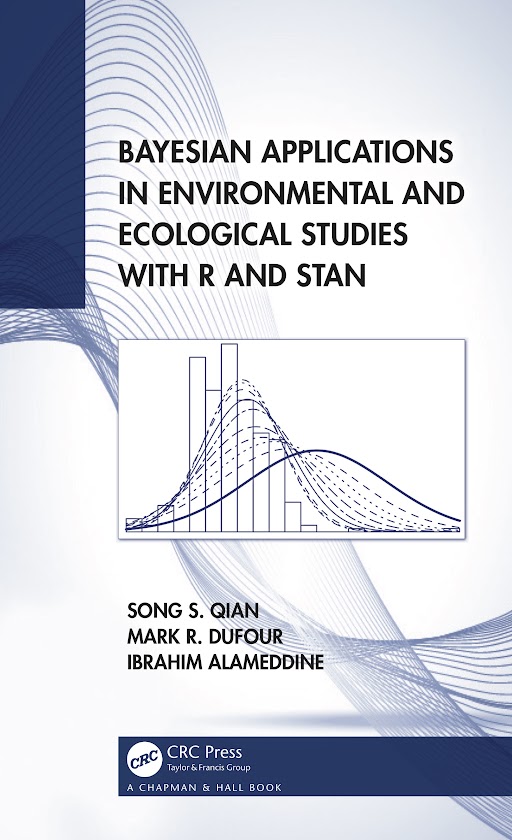 BAYESIAN APPLICATIONS
IN ENVIRONMENTAL AND
ECOLOGICAL STUDIES
WITH R AND STAN
SONG S. QIAN
MARK R. DUFOUR
IBRAHIM ALAMEDDINE
CRC
CRC Press
Taylor & Francis Group
A CHAPMAN & HALL BOOK